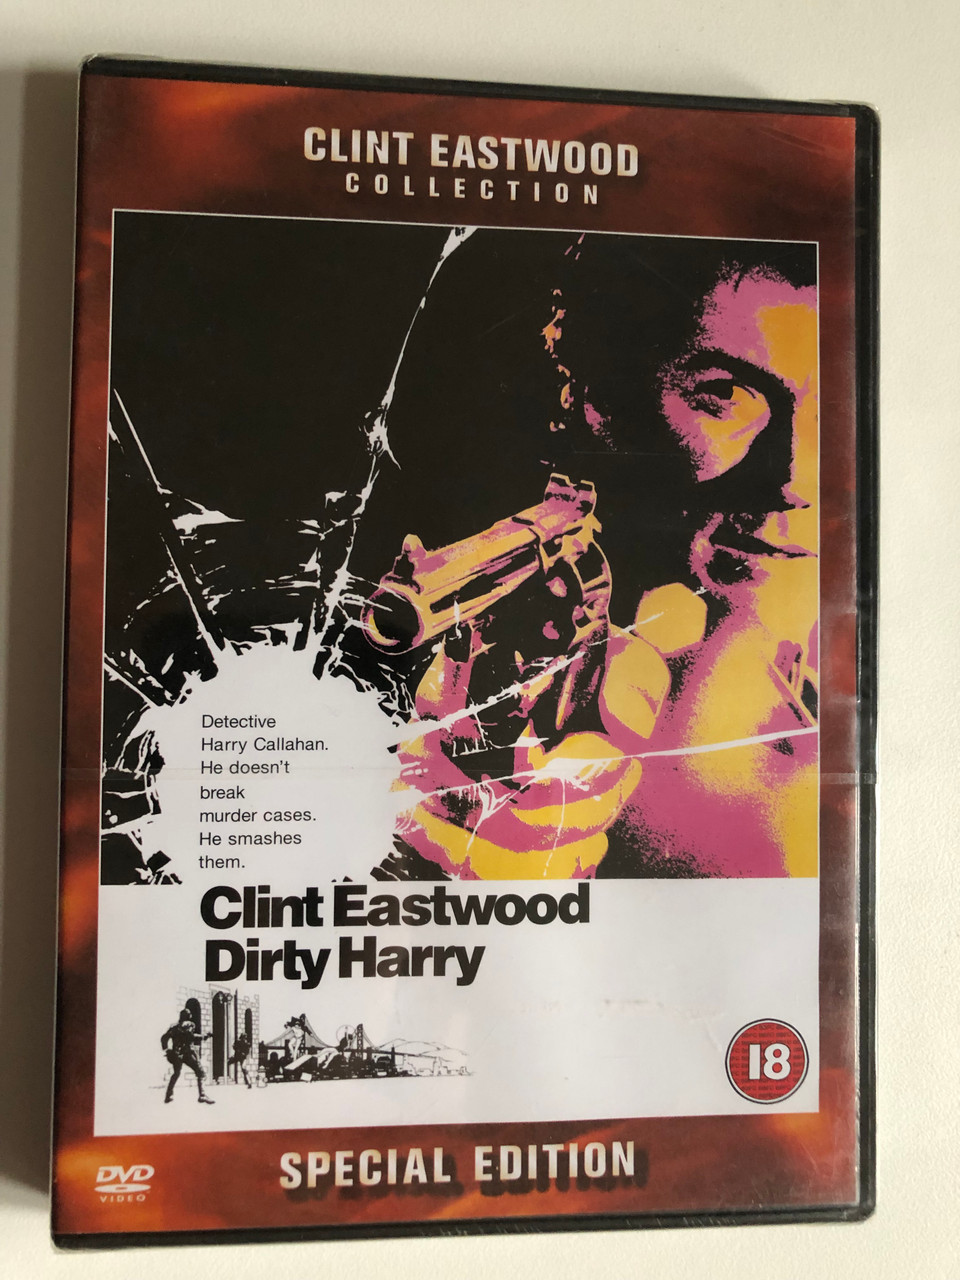 CLINT EASTWOOD
COLLECTION
Detective
Harry Callahan.
He doesn't
break
murder cases.
He smashes
them.
Clint Eastwood
Dirty Harry
18
SPECIAL EDITION
DVD
VIDEO